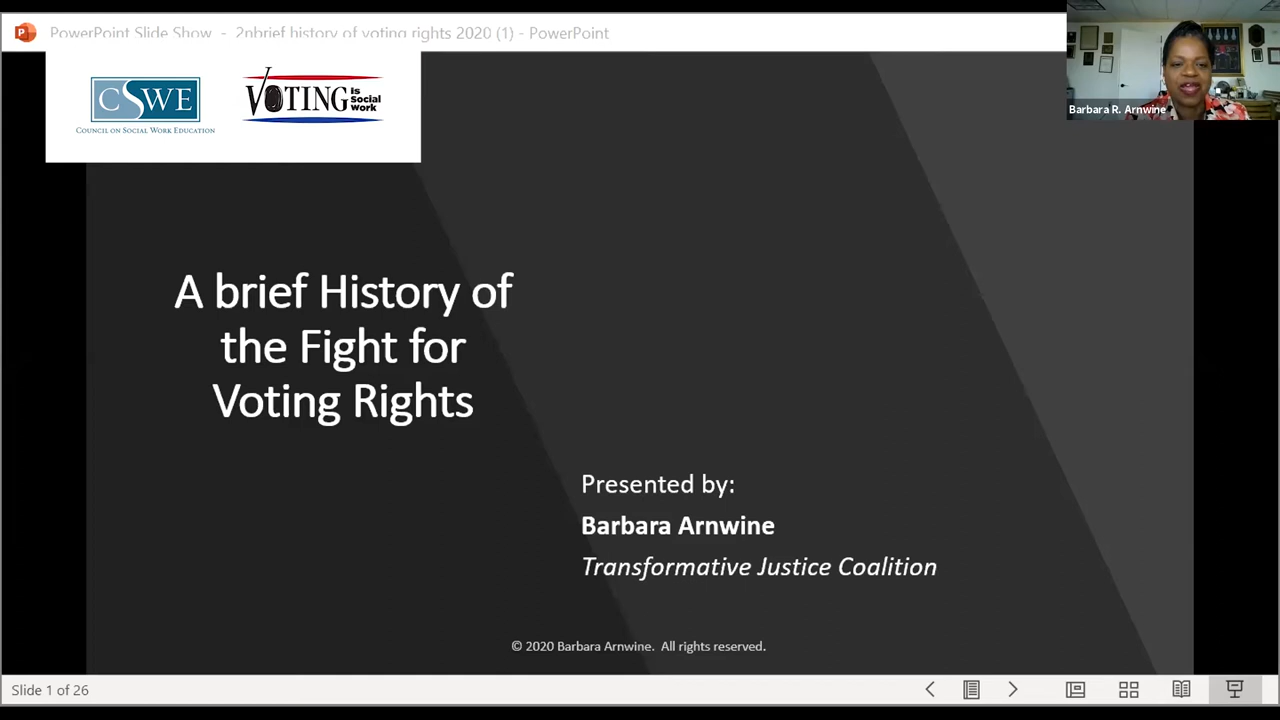 PowerPoint Slide Show - 2nbrief history of voting rights 2020 (1) - PowerPoint
CSWE
COUNCIL ON SOCIAL WORK EDUCATION
VOTING is Social Work
Barbara R. Arnwine
A brief History of
the Fight for
Voting Rights
Presented by:
Barbara Arnwine
Transformative Justice Coalition
© 2020 Barbara Arnwine. All rights reserved.
Slide 1 of 26